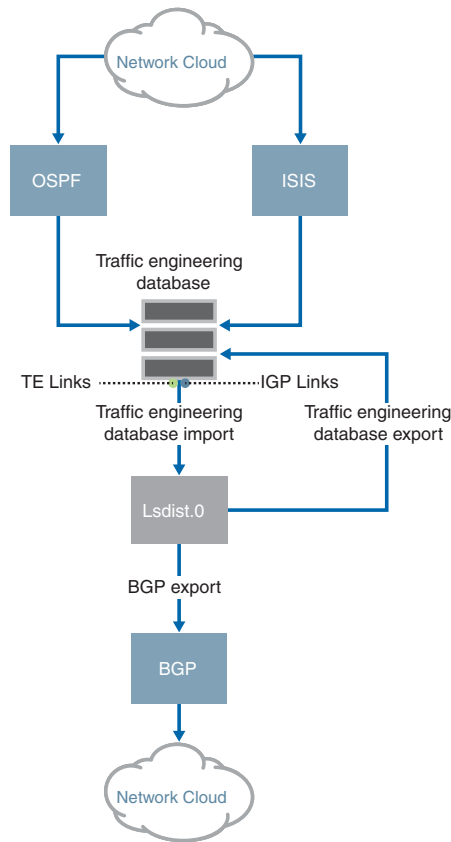 Network Cloud
OSPF
ISIS
Traffic engineering
database
TE Links
IGP Links
Traffic engineering
database import
Traffic engineering
database export
Lsdist.0
BGP export
BGP
Network Cloud